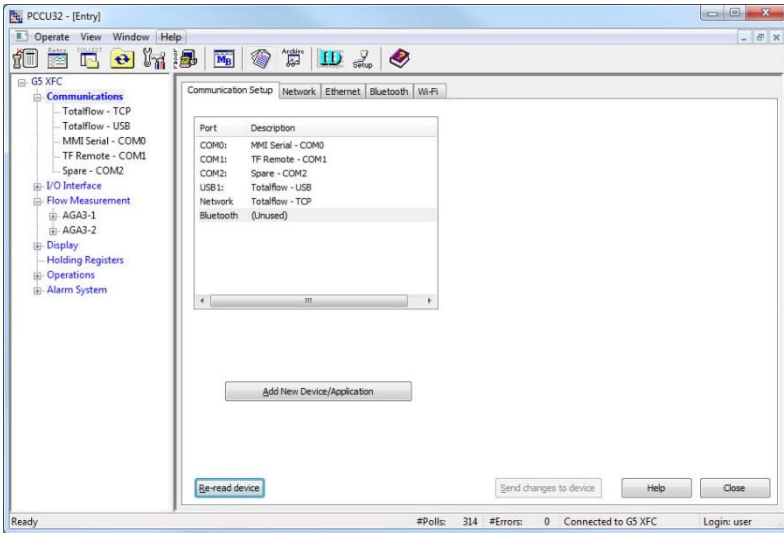 PCCU32 - [Entry]
Operate View Window Help
Entry COLLECT MB Archive ID Setup
G5 XFC
Communications
Totalflow - TCP
Totalflow - USB
MMI Serial - COM0
TF Remote - COM1
Spare - COM2
I/O Interface
Flow Measurement
AGA3-1
AGA3-2
Display
Holding Registers
Operations
Alarm System
Communication Setup Network Ethernet Bluetooth Wi-Fi
Port Description
COM0: MMI Serial - COM0
COM1: TF Remote - COM1
COM2: Spare - COM2
USB1: Totalflow - USB
Network Totalflow - TCP
Bluetooth (Unused)
Add New Device/Application
Re-read device Send changes to device Help Close
Ready #Polls: 314 #Errors: 0 Connected to G5 XFC Login: user